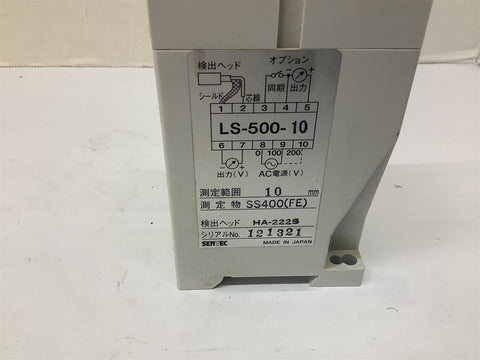 検出ヘッド
オプション
シールド 芯線
同期 出力
1 2 3 4 5
LS-500-10
6 7 8 9 10
0 100 200
出力(V) AC電源(V)
測定範囲 10 mm
測定物 SS400(FE)
検出ヘッド HA-222S
シリアルNo. 121321
SENTEC MADE IN JAPAN